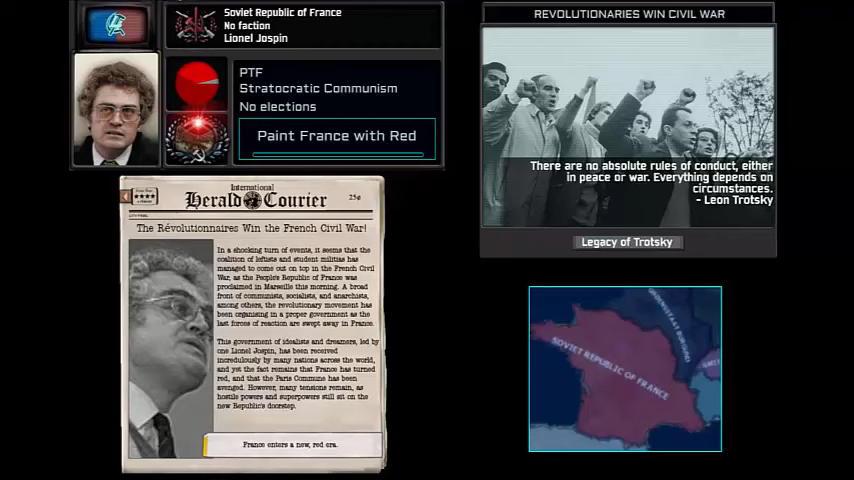 Soviet Republic of France
No faction
Lionel Jospin
PTF
Stratocratic Communism
No elections
Paint France with Red
REVOLUTIONARIES WIN CIVIL WAR
There are no absolute rules of conduct, either
in peace or war. Everything depends on
circumstances.
- Leon Trotsky
Legacy of Trotsky
International
Herald Courier
25¢
The Révolutionnaires Win the French Civil War!
In a shocking turn of events, it seems that the
coalition of leftists and student militias has
managed to come out on top in the French Civil
War, as the People's Republic of France was
proclaimed in Marseille this morning. A broad
front of communists, socialists, and anarchists,
among others, the revolutionary movement has
been organising in a proper government as the
last forces of reaction are swept away in France.
This government of idealists and dreamers, led by
one Lionel Jospin, has been received
incredulously by many nations across the world,
and yet the fact remains that France has turned
red, and that the Paris Commune has been
avenged. However, many tensions remain, as
hostile powers and superpowers still sit on the
new Republic's doorstep.
France enters a new, red era.
SOVIET REPUBLIC OF FRANCE